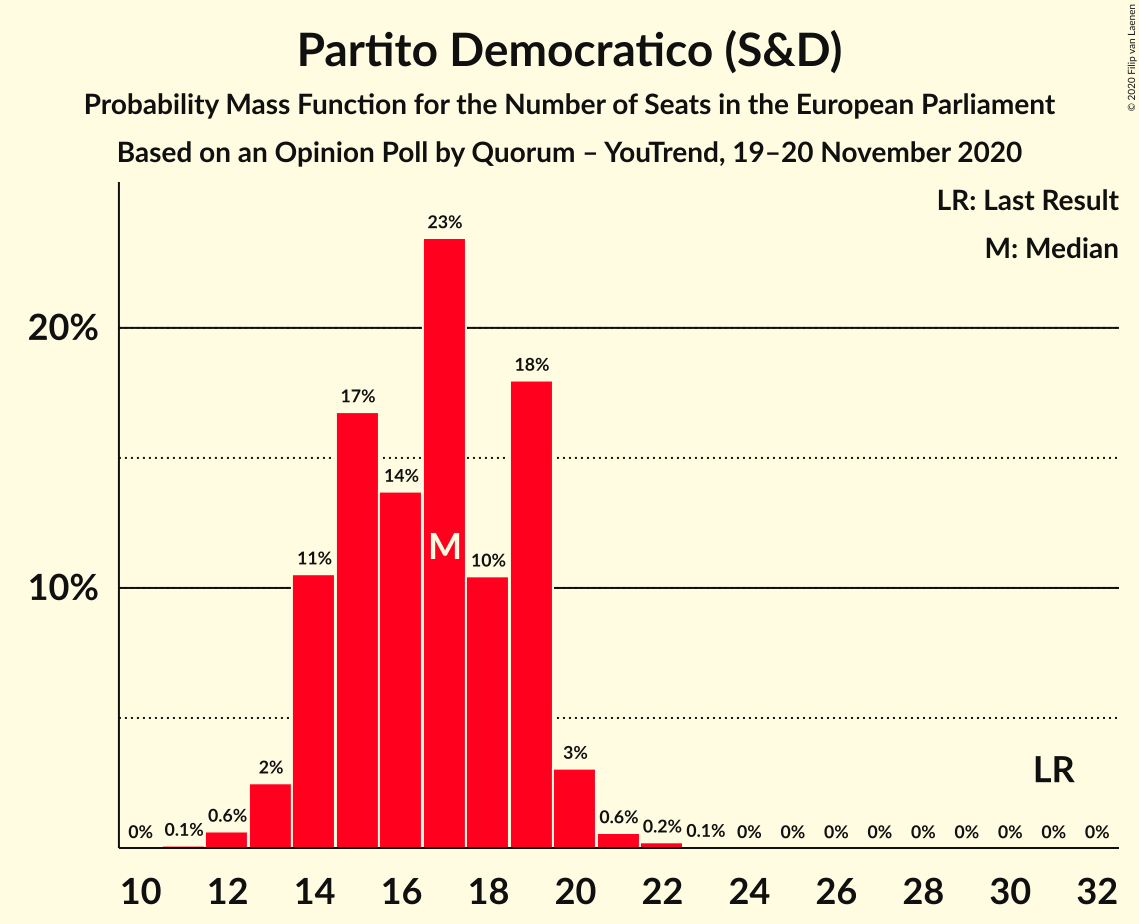 Partito Democratico (S&D)
Probability Mass Function for the Number of Seats in the European Parliament
Based on an Opinion Poll by Quorum – YouTrend, 19–20 November 2020
© 2020 Filip van Laenen
LR: Last Result
M: Median
20%
10%
0%
0.1%
0.6%
2%
11%
17%
14%
23%
M
10%
18%
3%
0.6%
0.2%
0.1%
0%
0%
0%
0%
0%
0%
0%
0%
0%
LR
10 12 14 16 18 20 22 24 26 28 30 32